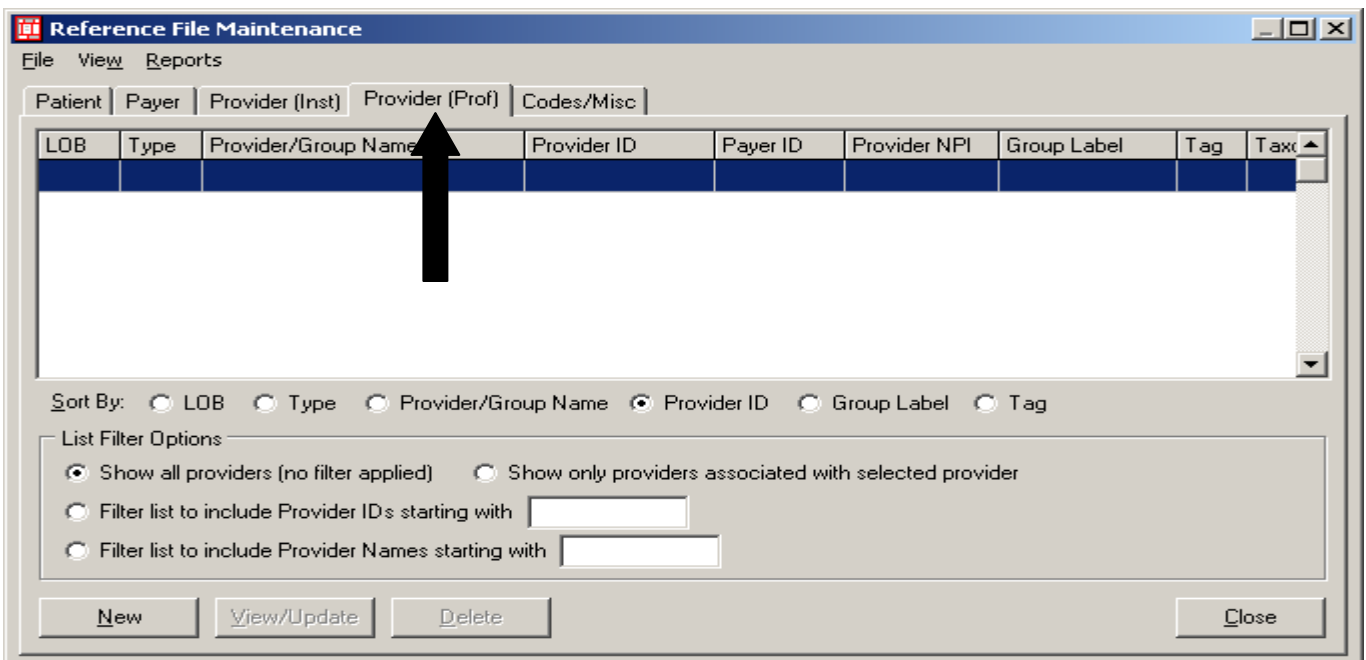 Reference File Maintenance
File View Reports
Patient Payer Provider (Inst) Provider (Prof) Codes/Misc
LOB Type Provider/Group Name Provider ID Payer ID Provider NPI Group Label Tag
Sort By: LOB Type Provider/Group Name Provider ID Group Label Tag
List Filter Options
Show all providers (no filter applied) Show only providers associated with selected provider
Filter list to include Provider IDs starting with
Filter list to include Provider Names starting with
New View/Update Delete Close